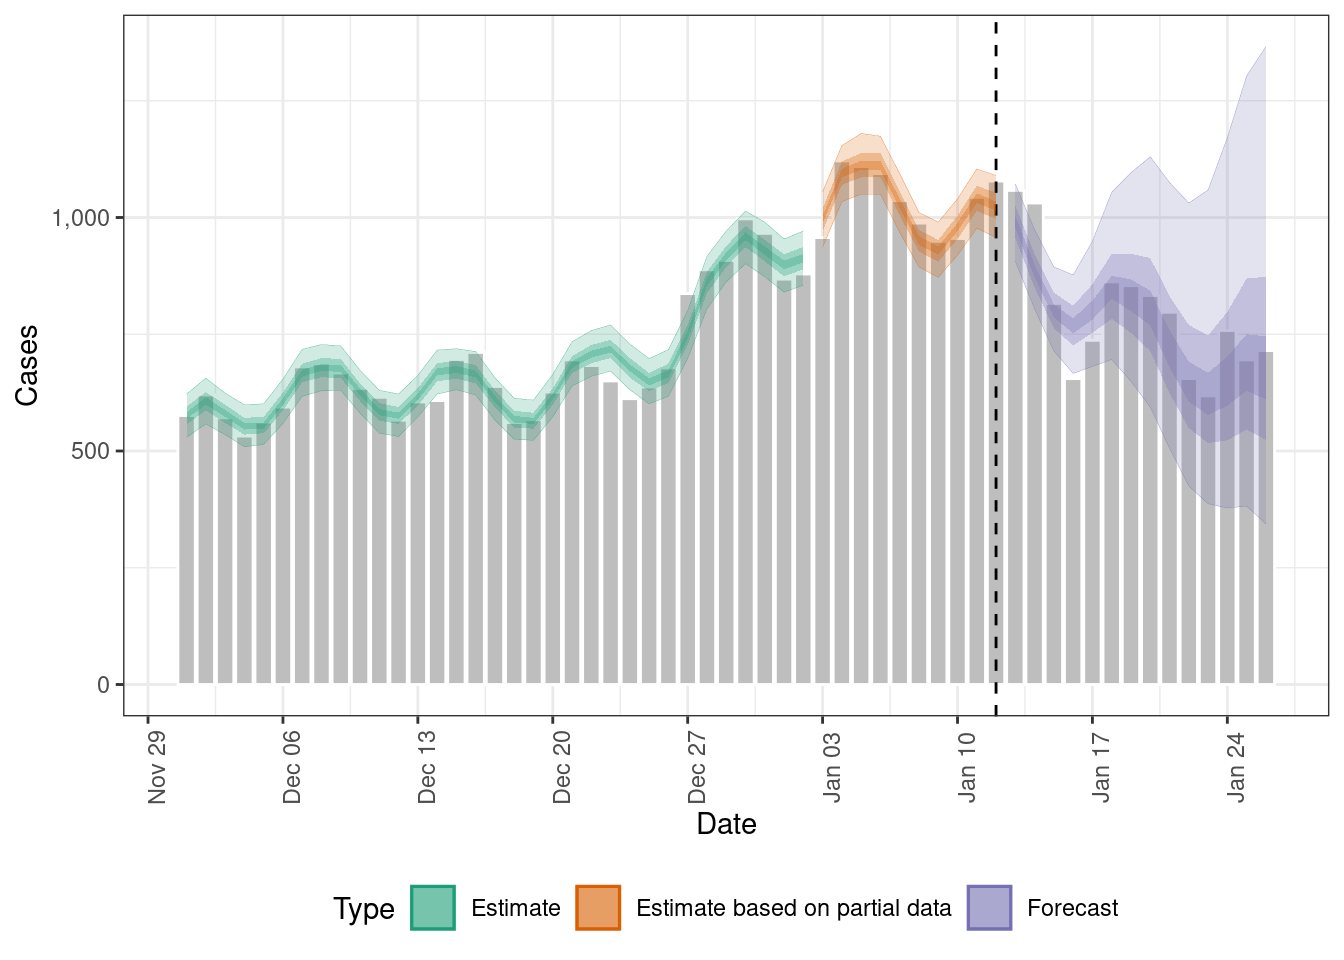 Cases
1,000
500
0
Nov 29
Dec 06
Dec 13
Dec 20
Dec 27
Jan 03
Jan 10
Jan 17
Jan 24
Date
Type Estimate Estimate based on partial data Forecast